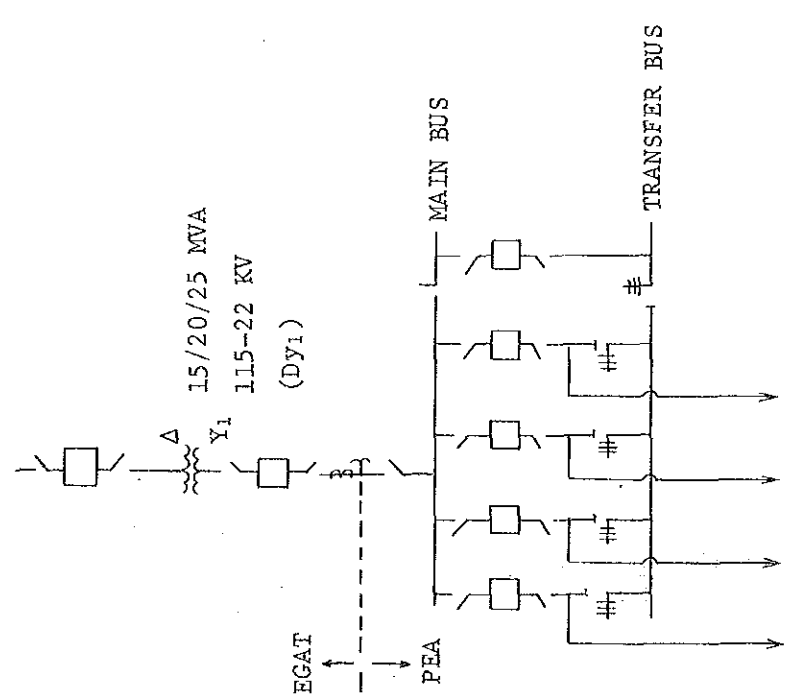 Δ
Y1
15/20/25 MVA
115-22 KV
(Dy1)
EGAT
PEA
MAIN BUS
TRANSFER BUS